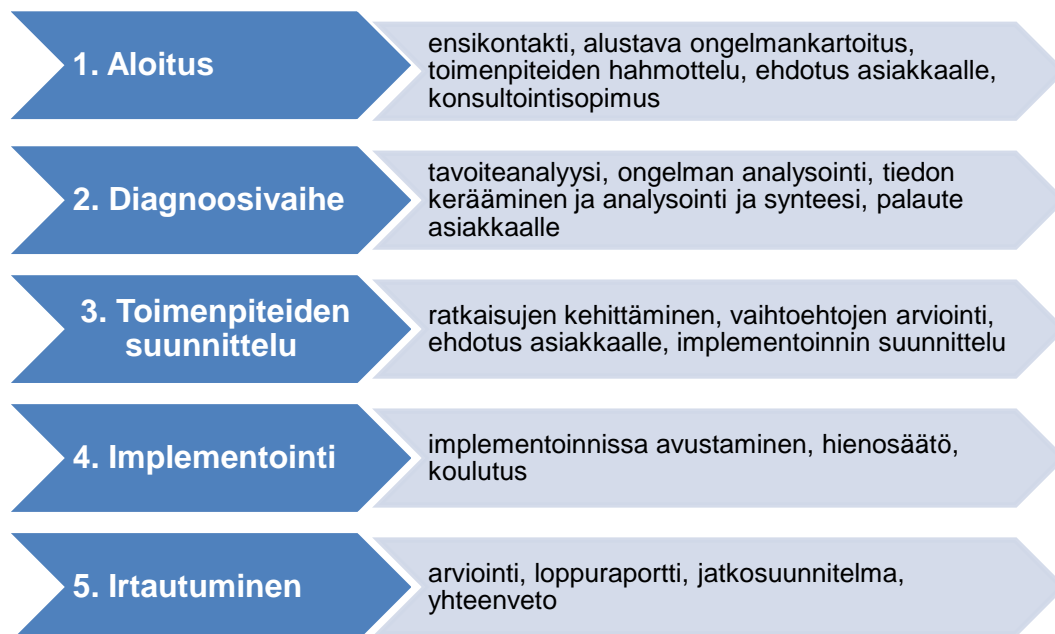 1. Aloitus
ensikontakti, alustava ongelmankartoitus,
toimenpiteiden hahmottelu, ehdotus asiakkaalle,
konsultointisopimus
2. Diagnoosivaihe
tavoiteanalyysi, ongelman analysointi, tiedon
kerääminen ja analysointi ja synteesi, palaute
asiakkaalle
3. Toimenpiteiden
suunnittelu
ratkaisujen kehittäminen, vaihtoehtojen arviointi,
ehdotus asiakkaalle, implementoinnin suunnittelu
4. Implementointi
implementoinnissa avustaminen, hienosäätö,
koulutus
5. Irtautuminen
arviointi, loppuraportti, jatkosuunnitelma,
yhteenveto